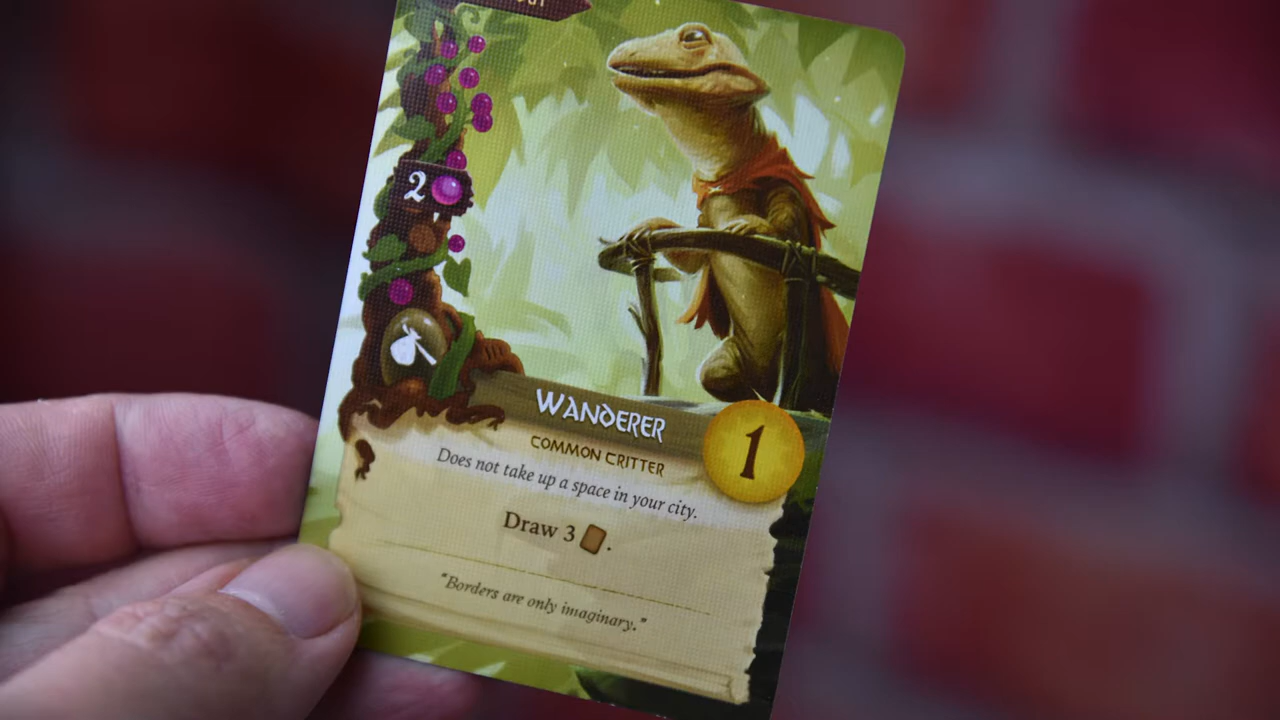 2
WANDERER
COMMON CRITTER
1
Does not take up a space in your city.
Draw 3 .
"Borders are only imaginary."